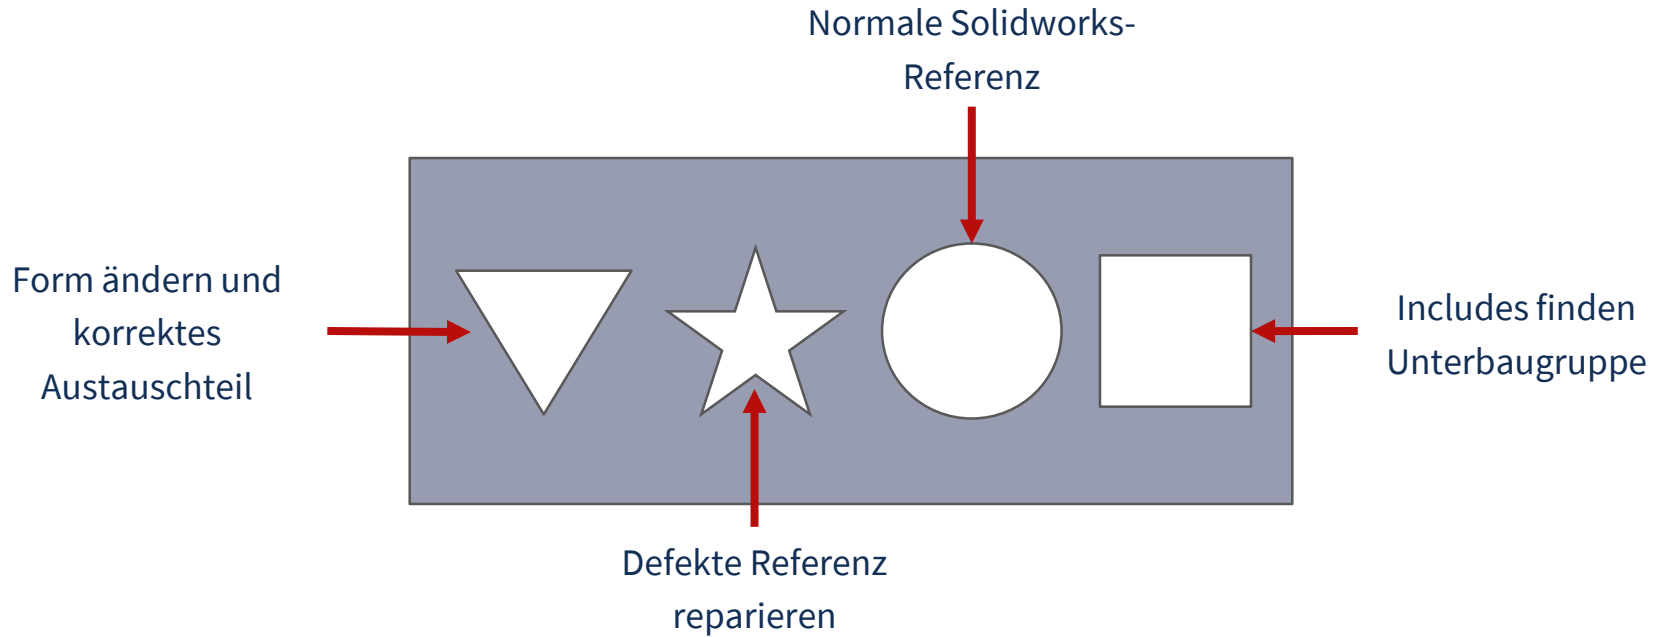 Normale Solidworks-
Referenz
Form ändern und
korrektes
Austauschteil
Includes finden
Unterbaugruppe
Defekte Referenz
reparieren